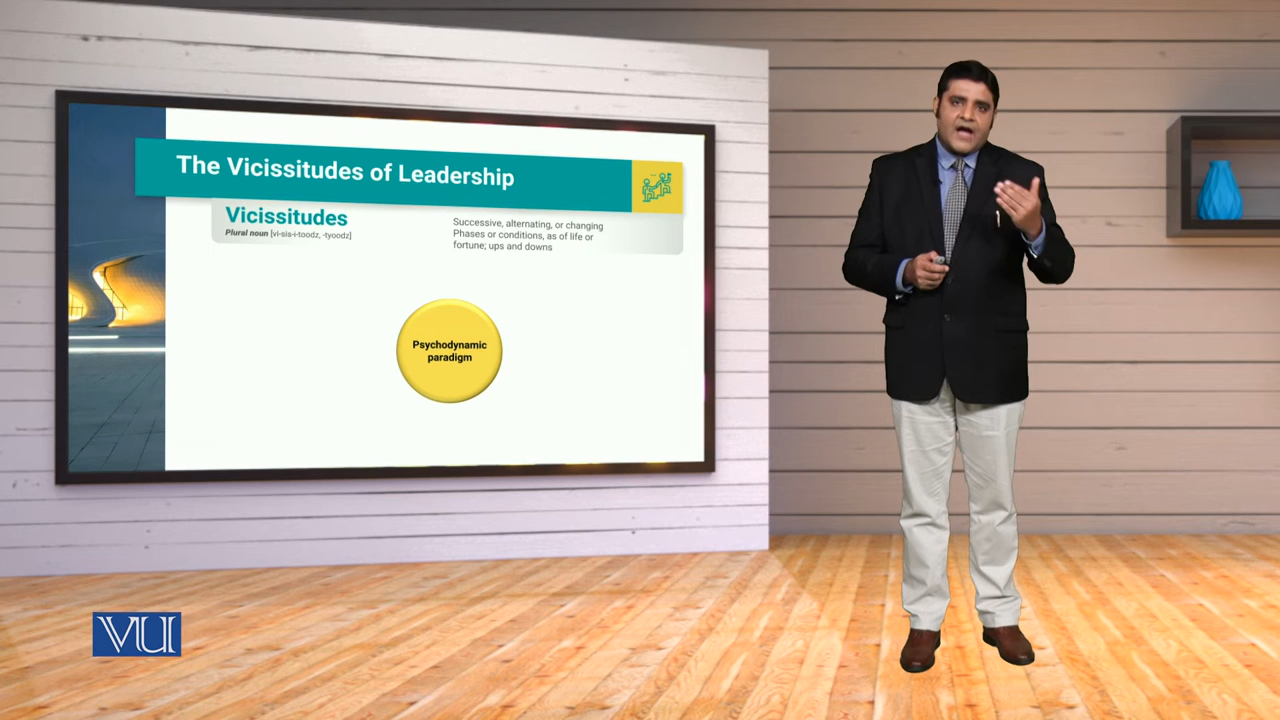 The Vicissitudes of Leadership
Vicissitudes
Plural noun [vi-sis-i-toodz, -tyoodz]
Successive, alternating, or changing
Phases or conditions, as of life or
fortune; ups and downs
Psychodynamic
paradigm
VU